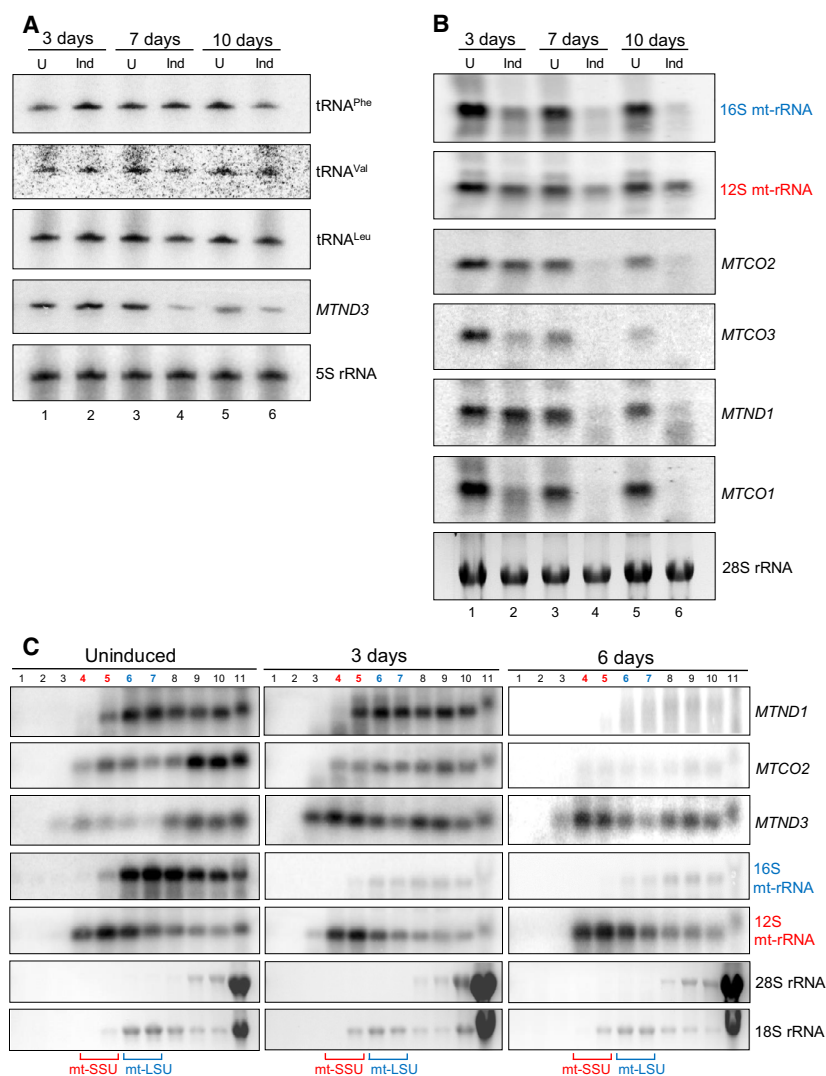 A
3 days 7 days 10 days
U Ind U Ind U Ind
tRNAPhe
tRNAVal
tRNALeu
MTND3
5S rRNA
1 2 3 4 5 6
B
3 days 7 days 10 days
U Ind U Ind U Ind
16S mt-rRNA
12S mt-rRNA
MTCO2
MTCO3
MTND1
MTCO1
28S rRNA
1 2 3 4 5 6
C
Uninduced 3 days 6 days
1 2 3 4 5 6 7 8 9 10 11 1 2 3 4 5 6 7 8 9 10 11 1 2 3 4 5 6 7 8 9 10 11
MTND1
MTCO2
MTND3
16S
mt-rRNA
12S
mt-rRNA
28S rRNA
18S rRNA
mt-SSU mt-LSU mt-SSU mt-LSU mt-SSU mt-LSU